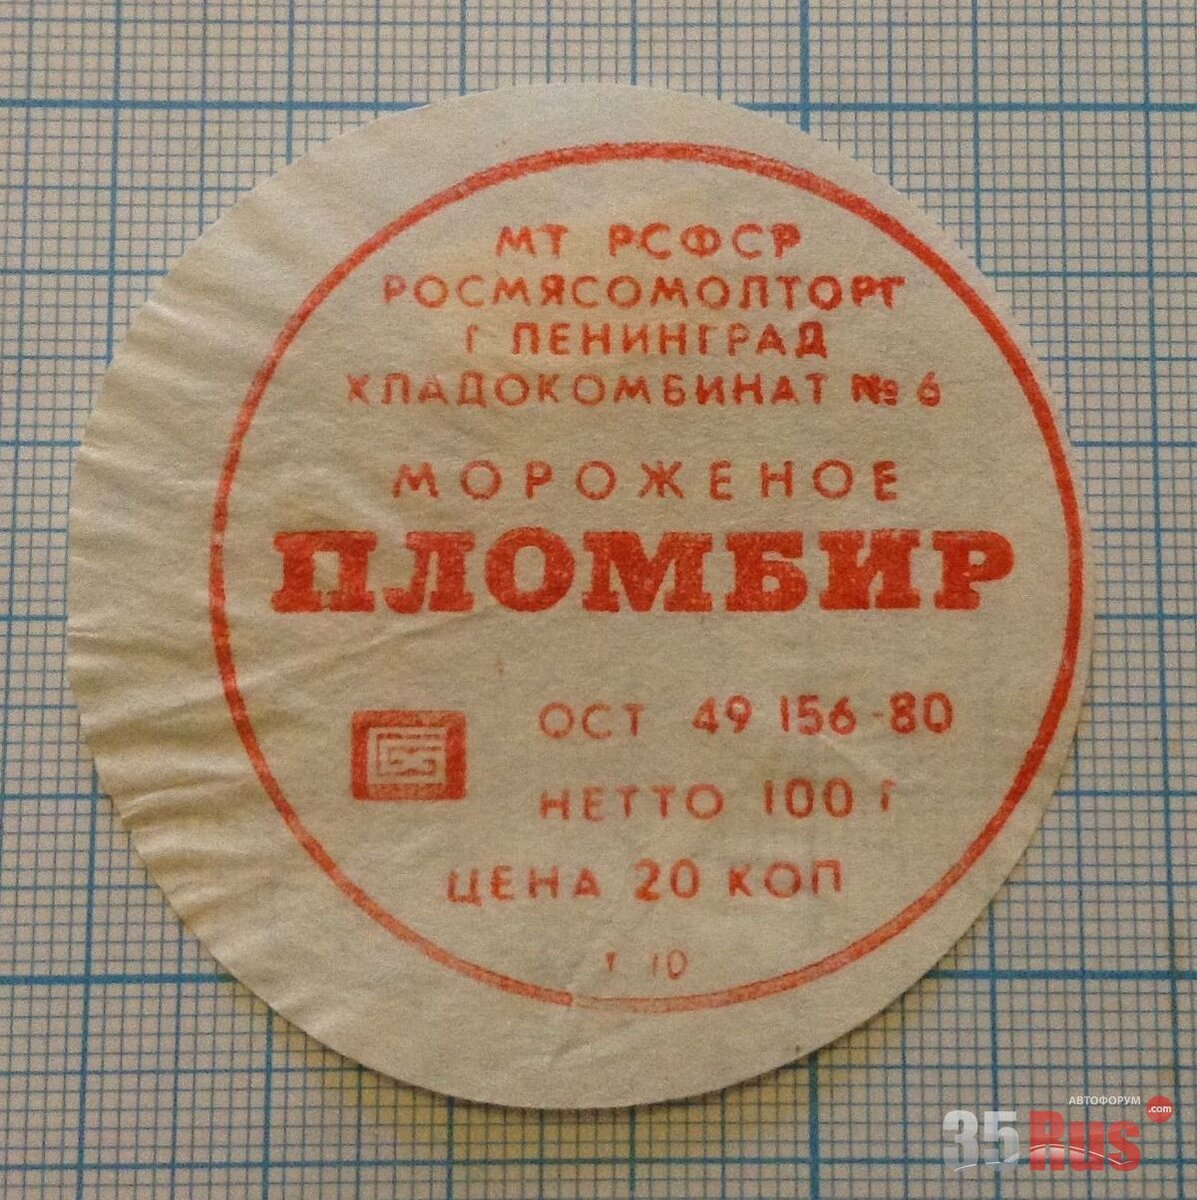 МТ РСФСР
РОСМЯСОМОЛТОРГ
Г ЛЕНИНГРАД
ХЛАДОКОМБИНАТ № 6
МОРОЖЕНОЕ
ПЛОМБИР
ОСТ 49 156-80
НЕТТО 100 Г
ЦЕНА 20 КОП
10
АВТОФОРУМ
.com
35Rus